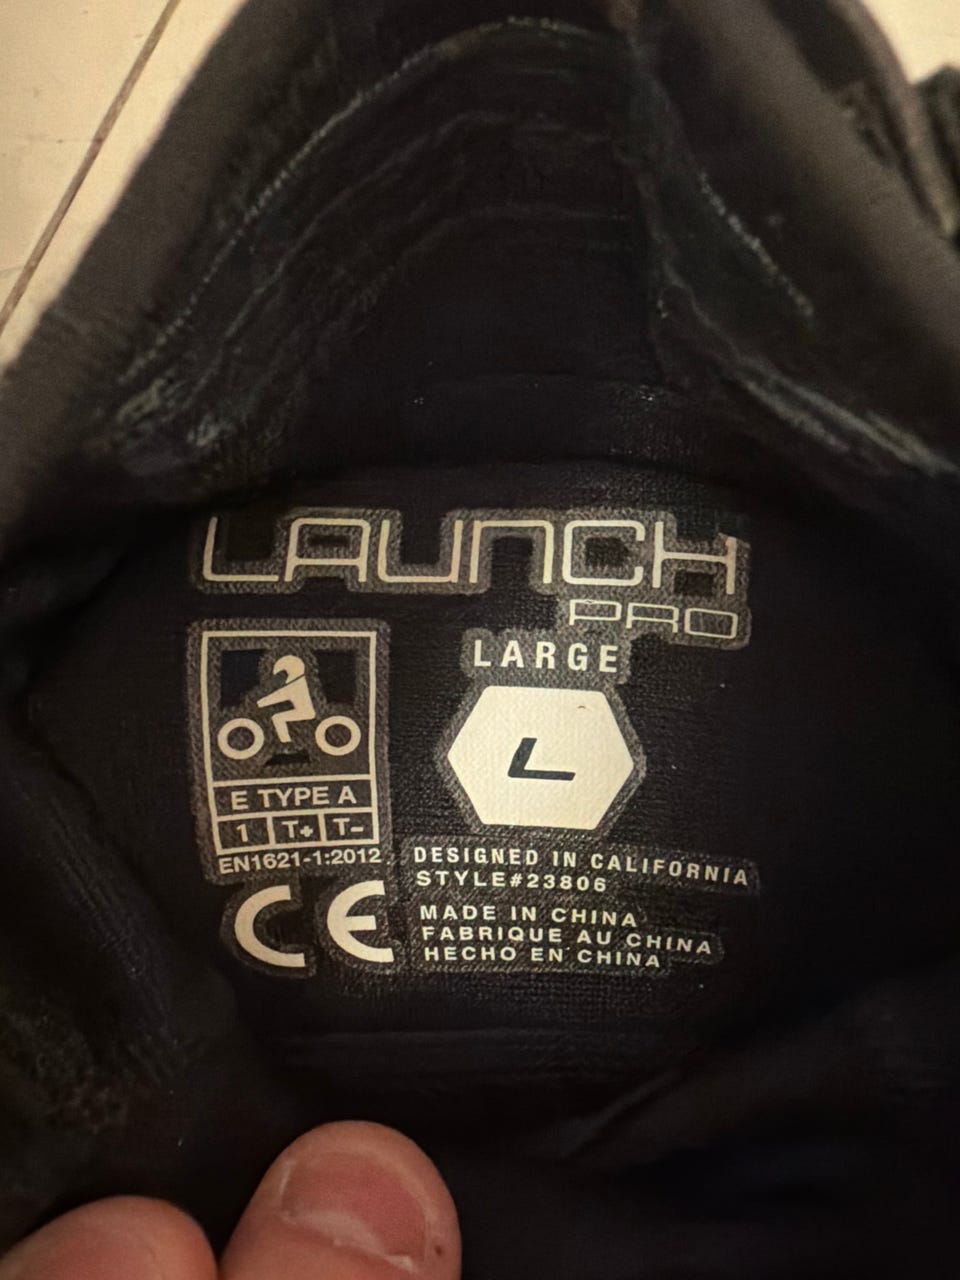 LAUNCH
PRO
LARGE
L
E TYPE A
1 T+ T-
EN1621-1:2012
CE
DESIGNED IN CALIFORNIA
STYLE#23806
MADE IN CHINA
FABRIQUE AU CHINA
HECHO EN CHINA